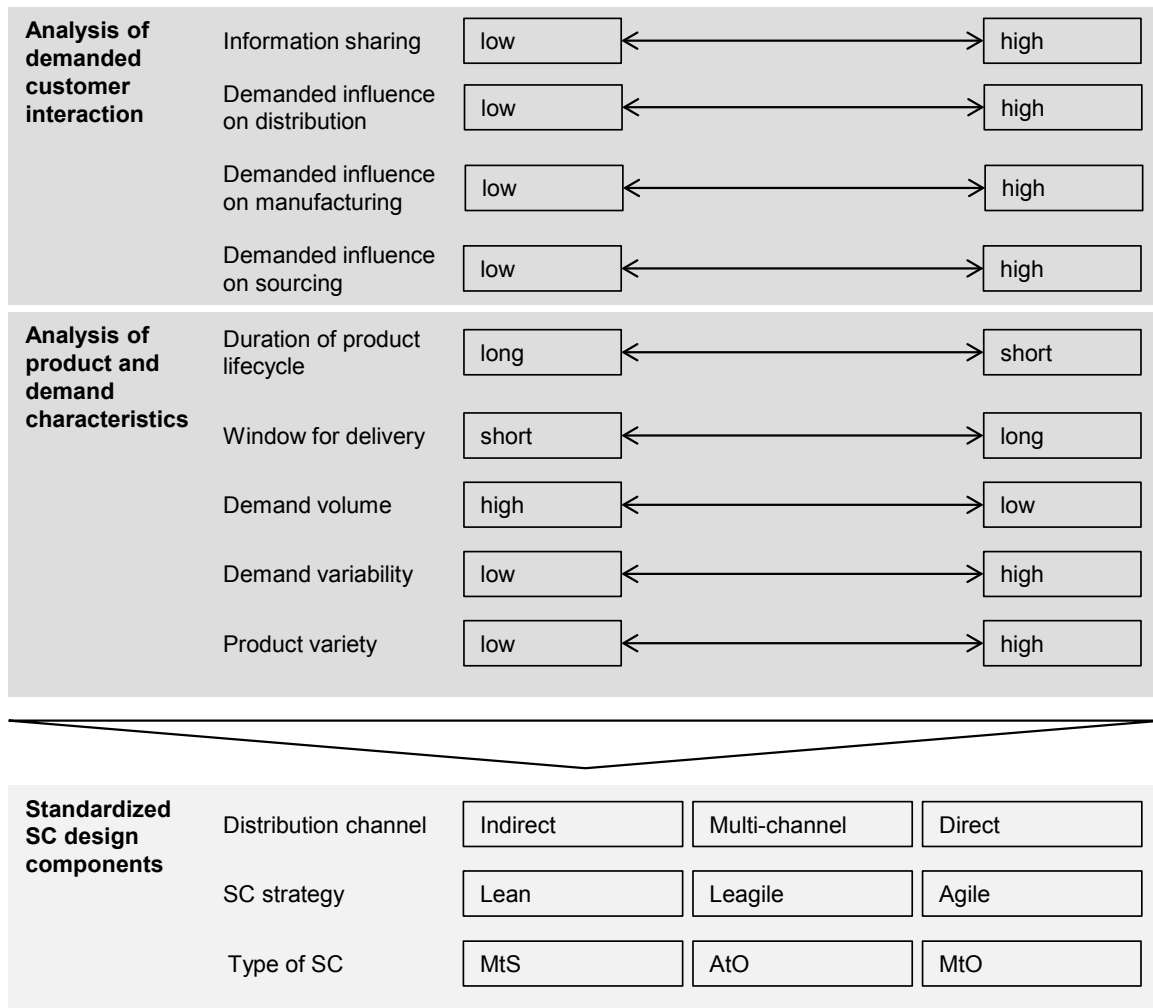 Analysis of
demanded
customer
interaction
Information sharing
low
high
Demanded influence
on distribution
low
high
Demanded influence
on manufacturing
low
high
Demanded influence
on sourcing
low
high
Analysis of
product and
demand
characteristics
Duration of product
lifecycle
long
short
Window for delivery
short
long
Demand volume
high
low
Demand variability
low
high
Product variety
low
high
Standardized
SC design
components
Distribution channel
Indirect
Multi-channel
Direct
SC strategy
Lean
Leagile
Agile
Type of SC
MtS
AtO
MtO